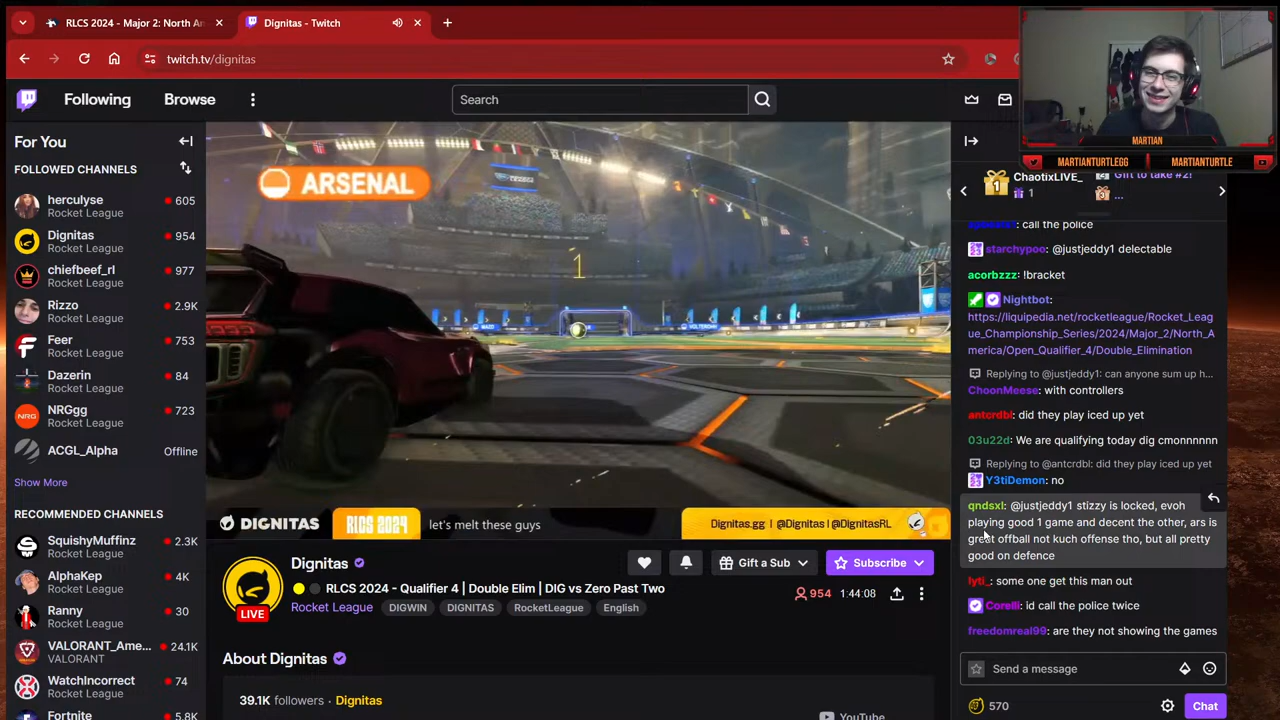 RLCS 2024 - Major 2: North An
Dignitas - Twitch
twitch.tv/dignitas
Following
Browse
Search
MARTIAN
MARTIANTURTLEGG
MARTIANTURTLE
For You
FOLLOWED CHANNELS
herculyse
605
Rocket League
Dignitas
954
Rocket League
chiefbeef_rl
977
Rocket League
Rizzo
2.9K
Rocket League
Feer
753
Rocket League
Dazerin
84
Rocket League
NRG
NRGgg
723
Rocket League
ACGL_Alpha
Offline
Show More
RECOMMENDED CHANNELS
SquishyMuffinz
2.3K
Rocket League
AlphaKep
4K
Rocket League
Ranny
30
Rocket League
VALORANT_Ame...
24.1K
VALORANT
WatchIncorrect
74
Rocket League
Fortnite
5.8K
ARSENAL
1
DIGNITAS
RLCS 2024
let's melt these guys
Dignitas.gg | @Dignitas | @DignitasRL
Dignitas
Gift a Sub
Subscribe
RLCS 2024 - Qualifier 4 | Double Elim | DIG vs Zero Past Two
954
1:44:08
LIVE
Rocket League
DIGWIN
DIGNITAS
RocketLeague
English
About Dignitas
39.1K followers
Dignitas
YouTube
1
ChaotixLIVE_
1
Gift to take #2!
...
call the police
starchypoo: @justjeddy1 delectable
acorbzzz: !bracket
Nightbot:
https://liquipedia.net/rocketleague/Rocket_Leag
ue_Championship_Series/2024/Major_2/North_A
merica/Open_Qualifier_4/Double_Elimination
Replying to @justjeddy1: can anyone sum up h...
ChoonMeese: with controllers
antcrdbl: did they play iced up yet
03u22d: We are qualifying today dig cmonnnnnn
Replying to @antcrdbl: did they play iced up yet
Y3tiDemon: no
qndsxl: @justjeddy1 stizzy is locked, evoh
playing good 1 game and decent the other, ars is
great offball not kuch offense tho, but all pretty
good on defence
lyti_: some one get this man out
Corelli: id call the police twice
freedomreal99: are they not showing the games
Send a message
570
Chat